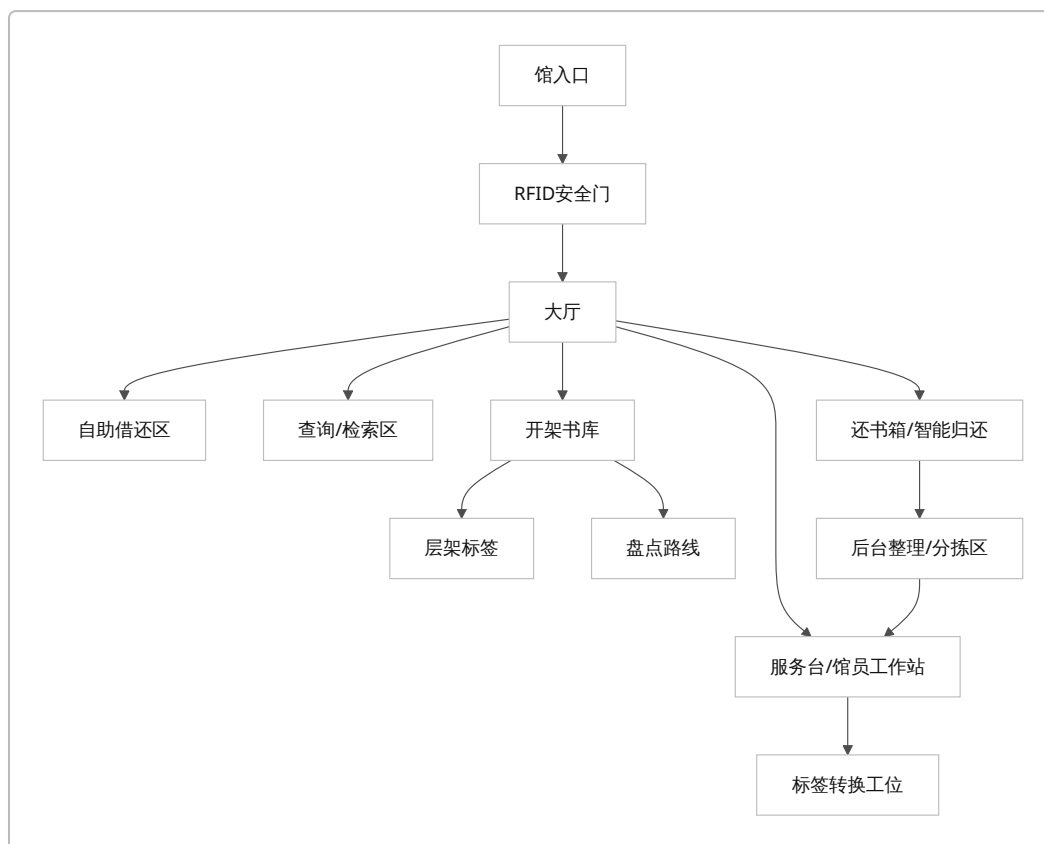 馆入口
RFID安全门
大厅
自助借还区
查询/检索区
开架书库
还书箱/智能归还
层架标签
盘点路线
后台整理/分拣区
服务台/馆员工作站
标签转换工位